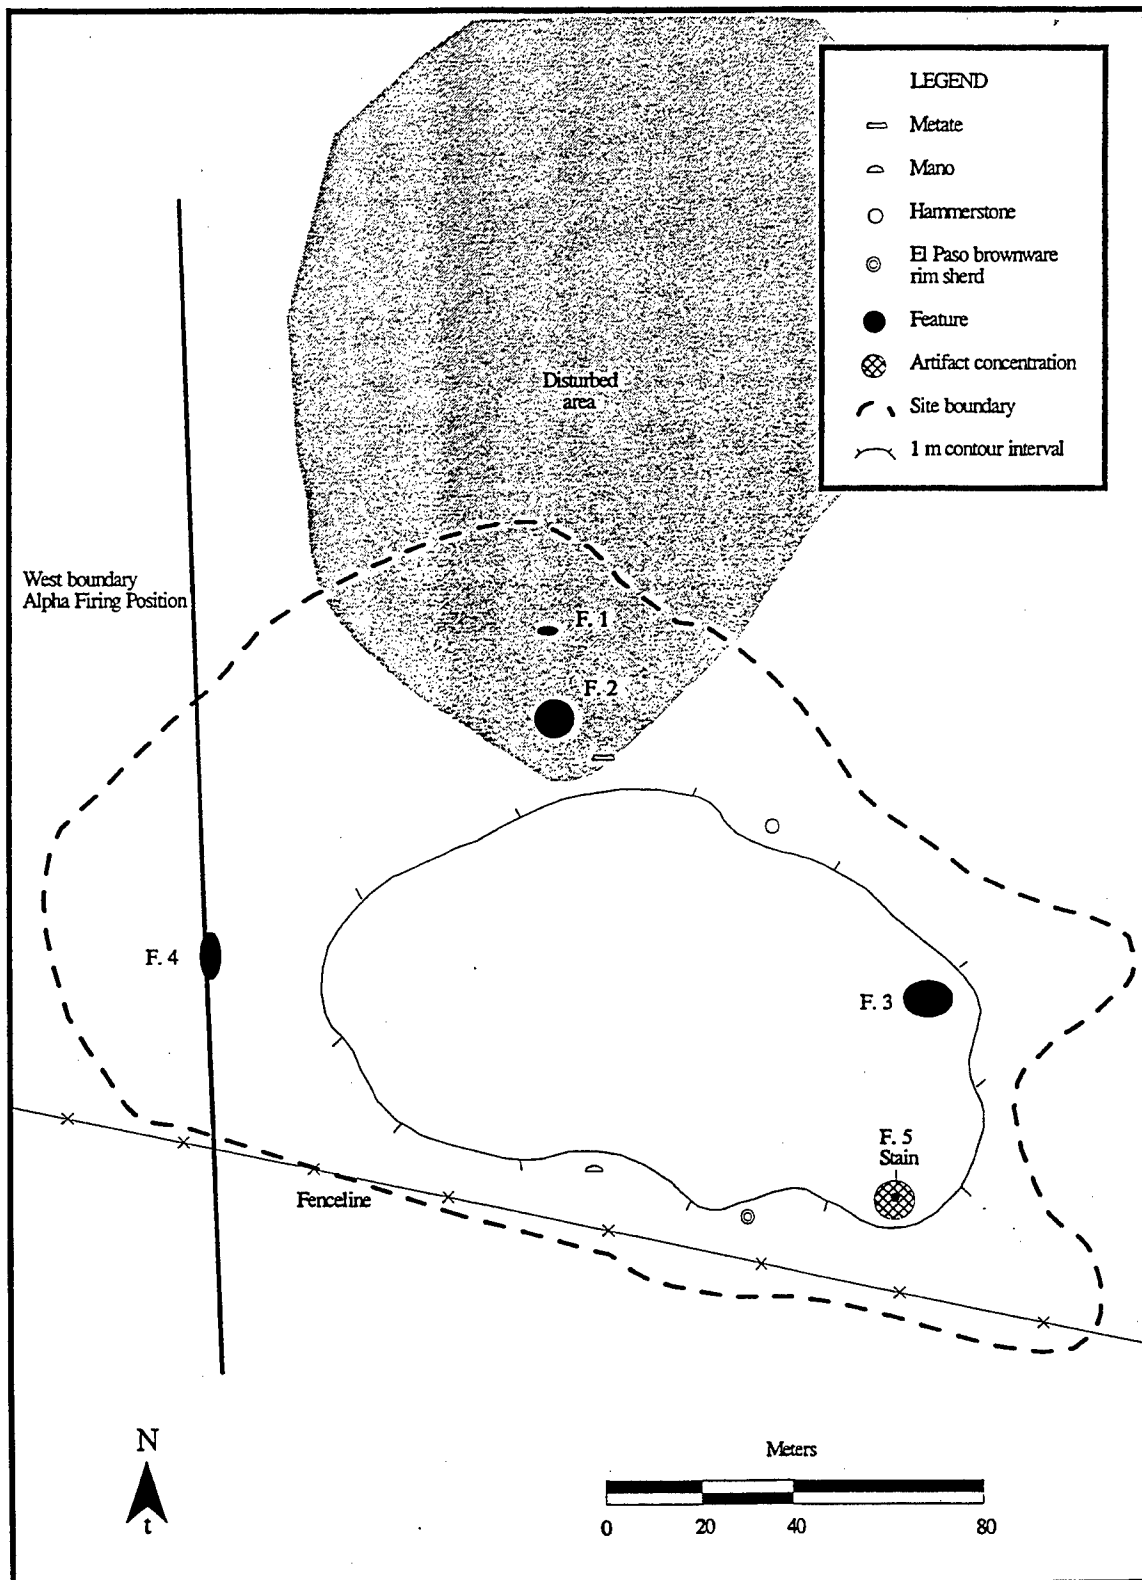 LEGEND
Metate
Mano
Hammerstone
El Paso brownware
rim sherd
Feature
Artifact concentration
Site boundary
1 m contour interval
Disturbed
area
West boundary
Alpha Firing Position
F. 1
F. 2
F. 4
F. 3
F. 5
Stain
Fenceline
N
t
Meters
0 20 40 80